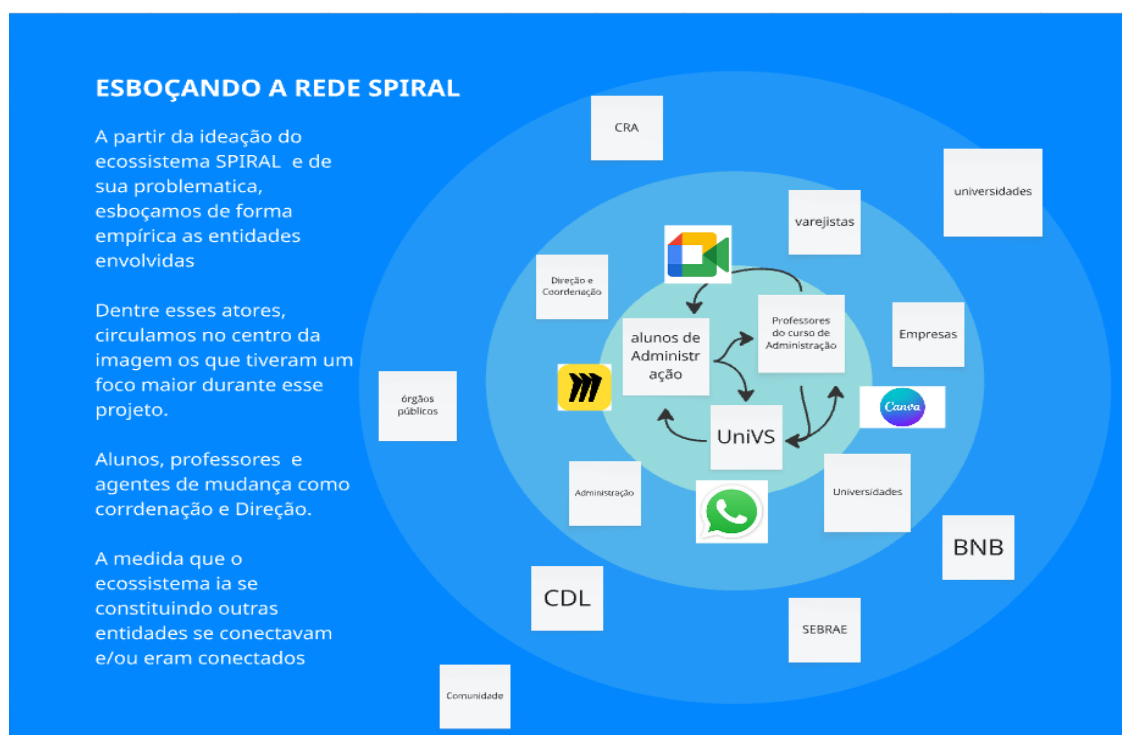 ESBOÇANDO A REDE SPIRAL
A partir da ideação do
ecossistema SPIRAL e de
sua problematica,
esboçamos de forma
empírica as entidades
envolvidas
Dentre esses atores,
circulamos no centro da
imagem os que tiveram um
foco maior durante esse
projeto.
Alunos, professores e
agentes de mudança como
corrdenação e Direção.
A medida que o
ecossistema ia se
constituindo outras
entidades se conectavam
e/ou eram conectados
CRA
universidades
varejistas
Direção e
Coordenação
Professores
do curso de
Administração
alunos de
Administr
ação
Empresas
órgãos
públicos
Canva
UniVS
Administração
Universidades
BNB
CDL
SEBRAE
Comunidade